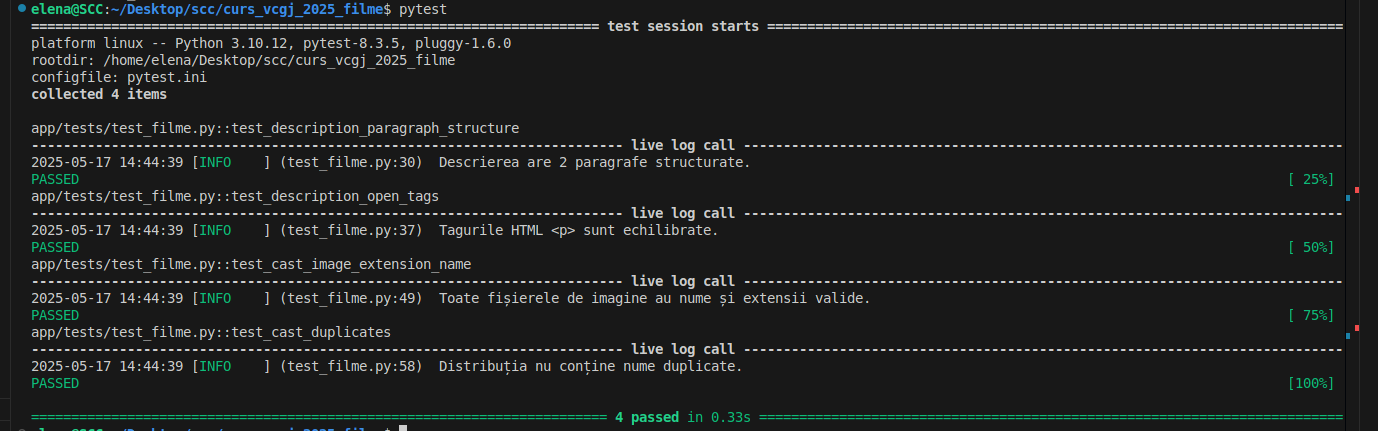 elena@SCC:~/Desktop/scc/curs_vcgj_2025_filme$ pytest
======================================================================= test session starts ========================================================================
platform linux -- Python 3.10.12, pytest-8.3.5, pluggy-1.6.0
rootdir: /home/elena/Desktop/scc/curs_vcgj_2025_filme
configfile: pytest.ini
collected 4 items
app/tests/test_filme.py::test_description_paragraph_structure
-------------------------------------------------------------------------- live log call ---------------------------------------------------------------------------
2025-05-17 14:44:39 [INFO    ] (test_filme.py:30)  Descrierea are 2 paragrafe structurate.
PASSED [ 25%]
app/tests/test_filme.py::test_description_open_tags
-------------------------------------------------------------------------- live log call ---------------------------------------------------------------------------
2025-05-17 14:44:39 [INFO    ] (test_filme.py:37)  Tagurile HTML <p> sunt echilibrate.
PASSED [ 50%]
app/tests/test_filme.py::test_cast_image_extension_name
-------------------------------------------------------------------------- live log call ---------------------------------------------------------------------------
2025-05-17 14:44:39 [INFO    ] (test_filme.py:49)  Toate fișierele de imagine au nume și extensii valide.
PASSED [ 75%]
app/tests/test_filme.py::test_cast_duplicates
-------------------------------------------------------------------------- live log call ---------------------------------------------------------------------------
2025-05-17 14:44:39 [INFO    ] (test_filme.py:58)  Distribuția nu conține nume duplicate.
PASSED [100%]
======================================================================== 4 passed in 0.33s =========================================================================